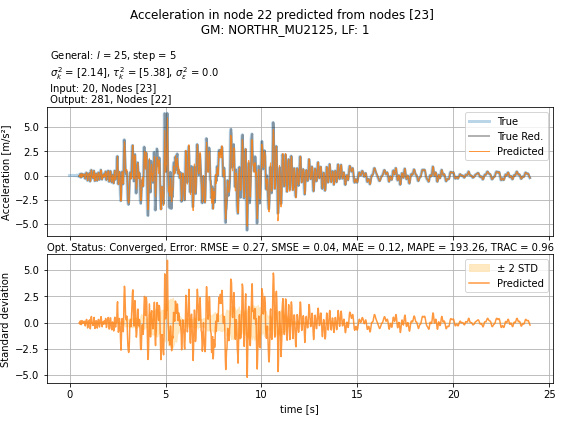 Acceleration in node 22 predicted from nodes [23]
GM: NORTHR_MU2125, LF: 1
General: l = 25, step = 5
σ²ₖ = [2.14], τ²ₖ = [5.38], σ²ε = 0.0
Input: 20, Nodes [23]
Output: 281, Nodes [22]
Acceleration [m/s²]
5.0
2.5
0.0
−2.5
−5.0
True
True Red.
Predicted
Opt. Status: Converged, Error: RMSE = 0.27, SMSE = 0.04, MAE = 0.12, MAPE = 193.26, TRAC = 0.96
Standard deviation
5.0
2.5
0.0
−2.5
−5.0
± 2 STD
Predicted
0 5 10 15 20 25
time [s]